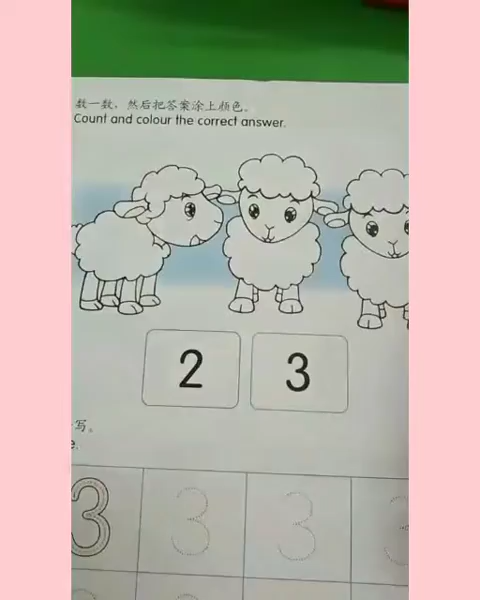 数一数，然后把答案涂上颜色。
Count and colour the correct answer.
2 3
写。
e.
3 3 3 3